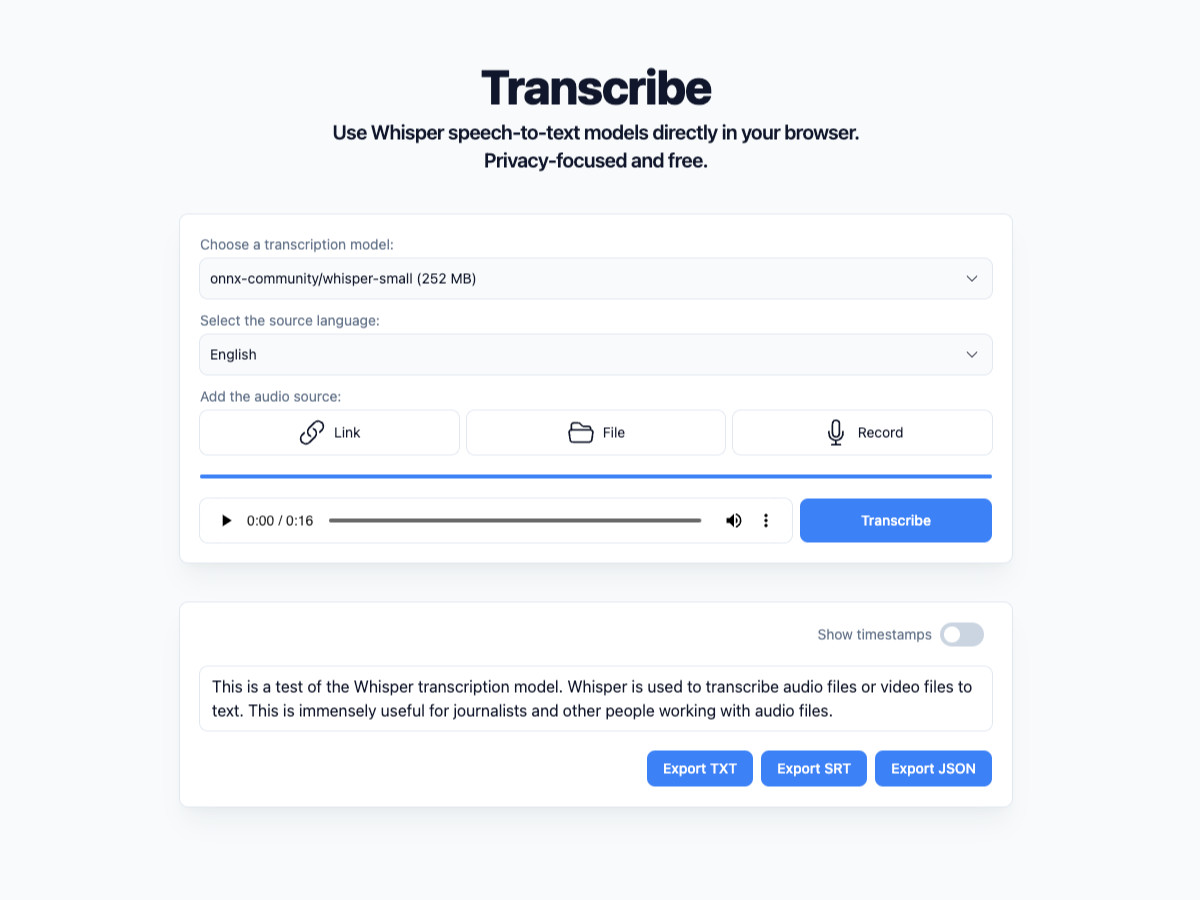 Transcribe
Use Whisper speech-to-text models directly in your browser.
Privacy-focused and free.
Choose a transcription model:
onnx-community/whisper-small (252 MB)
Select the source language:
English
Add the audio source:
Link
File
Record
0:00 / 0:16
Transcribe
Show timestamps
This is a test of the Whisper transcription model. Whisper is used to transcribe audio files or video files to
text. This is immensely useful for journalists and other people working with audio files.
Export TXT
Export SRT
Export JSON